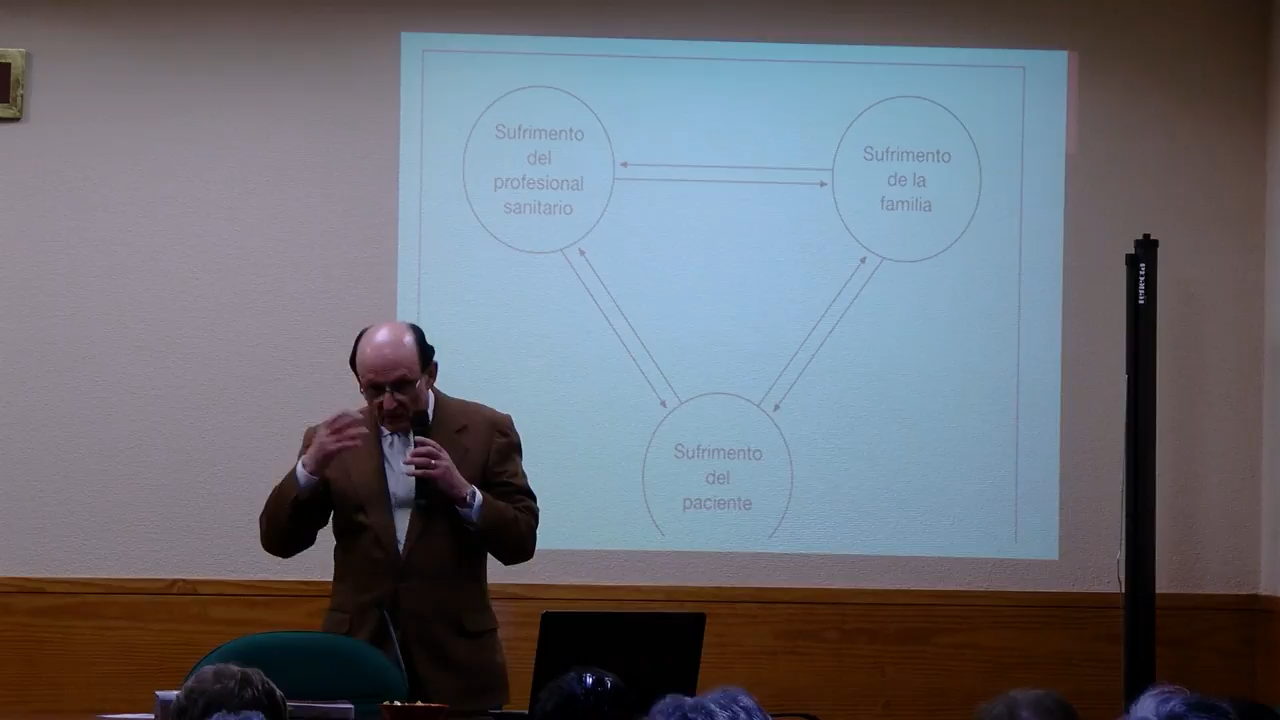 Sufrimento
del
profesional
sanitario
Sufrimento
de la
familia
Sufrimento
del
paciente